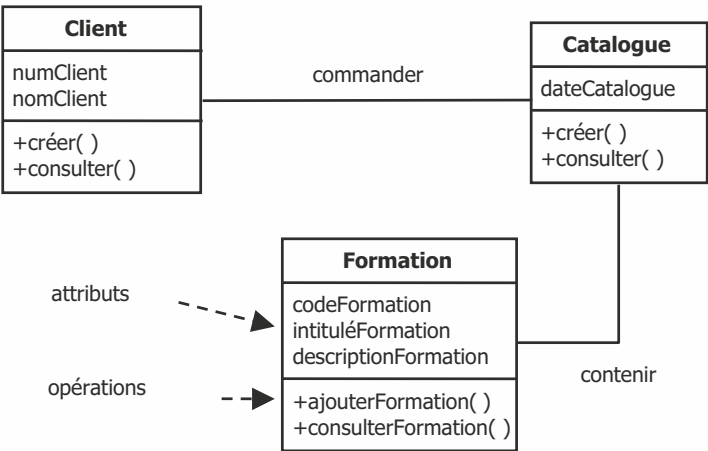 Client
numClient
nomClient
+créer( )
+consulter( )
commander
Catalogue
dateCatalogue
+créer( )
+consulter( )
attributs
opérations
Formation
codeFormation
intituléFormation
descriptionFormation
+ajouterFormation( )
+consulterFormation( )
contenir